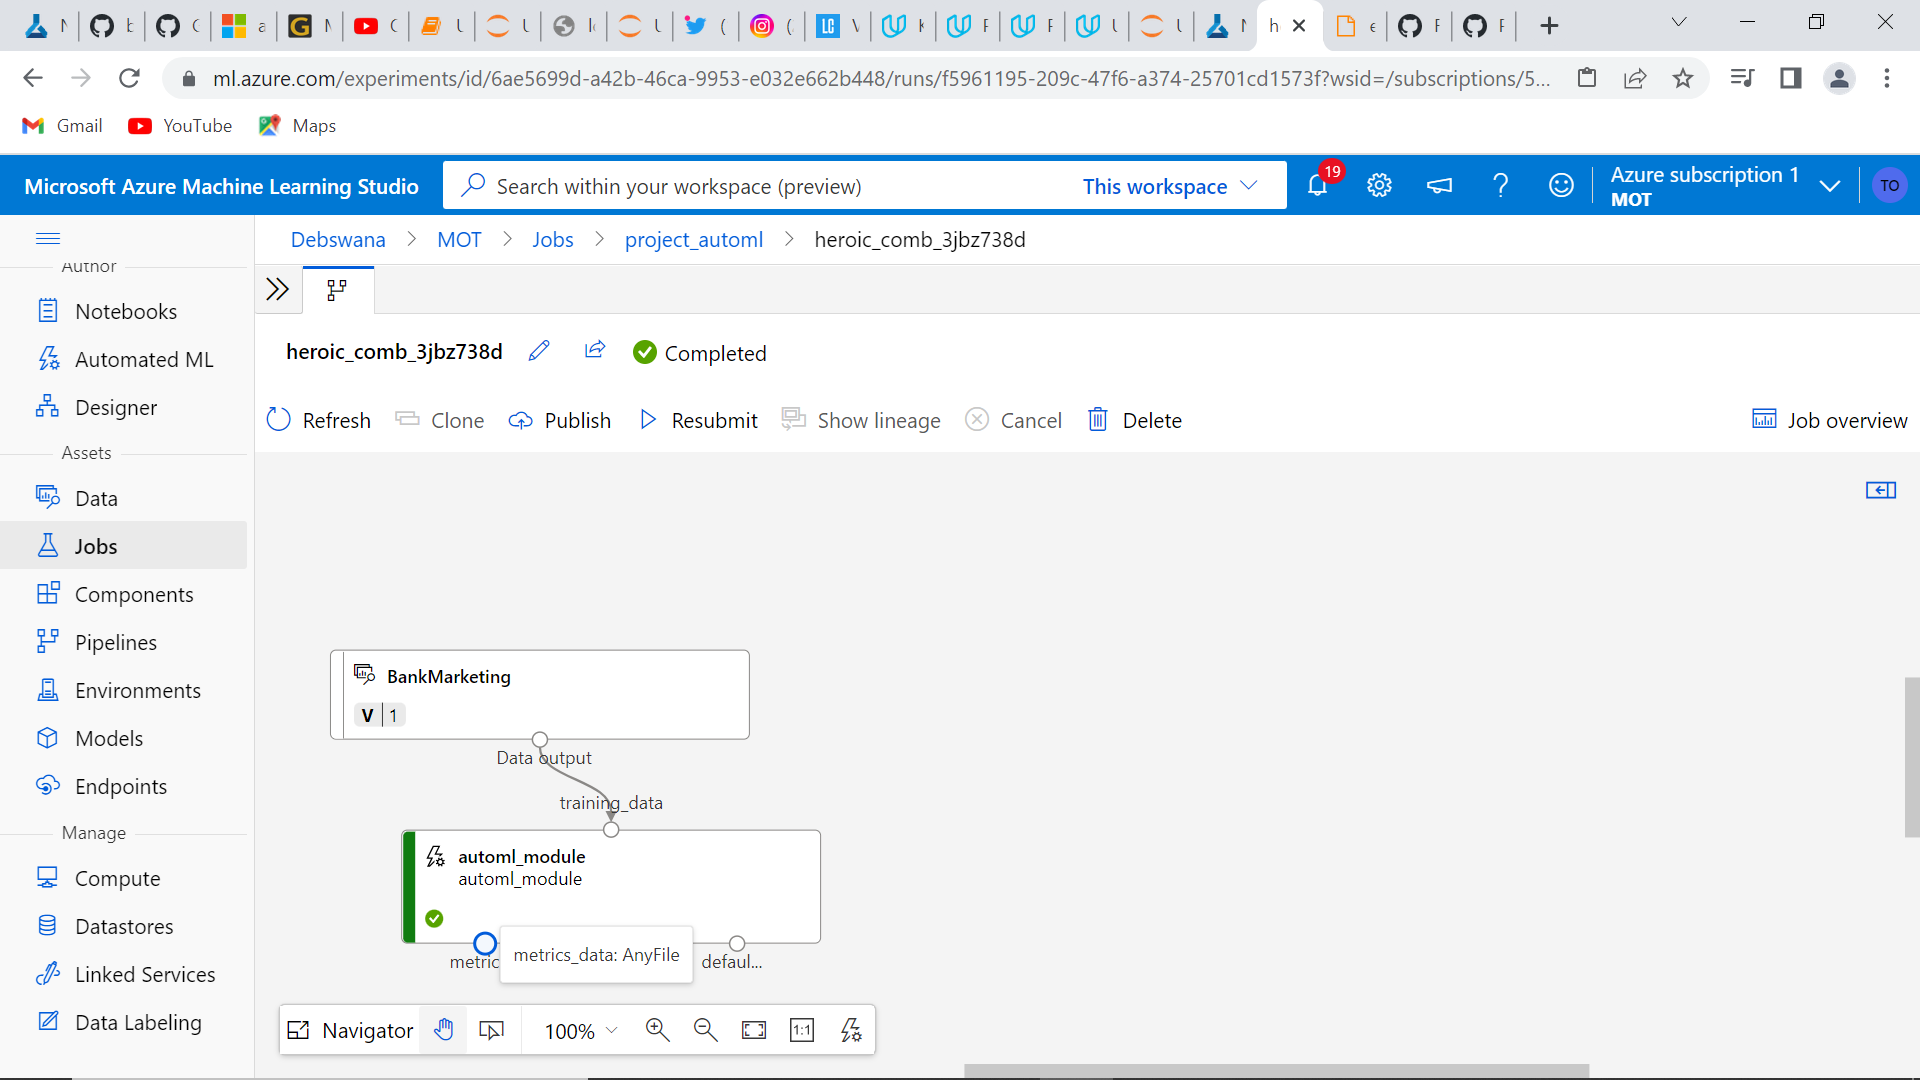 ml.azure.com/experiments/id/6ae5699d-a42b-46ca-9953-e032e662b448/runs/f5961195-209c-47f6-a374-25701cd1573f?wsid=/subscriptions/5...
Gmail
YouTube
Maps
Microsoft Azure Machine Learning Studio
Search within your workspace (preview)
This workspace
19
Azure subscription 1
MOT
TO
Debswana
MOT
Jobs
project_automl
heroic_comb_3jbz738d
Author
Notebooks
Automated ML
Designer
Assets
Data
Jobs
Components
Pipelines
Environments
Models
Endpoints
Manage
Compute
Datastores
Linked Services
Data Labeling
heroic_comb_3jbz738d
Completed
Refresh
Clone
Publish
Resubmit
Show lineage
Cancel
Delete
Job overview
BankMarketing
V 1
Data output
training_data
automl_module
automl_module
metric
metrics_data: AnyFile
defaul...
Navigator
100%
1:1